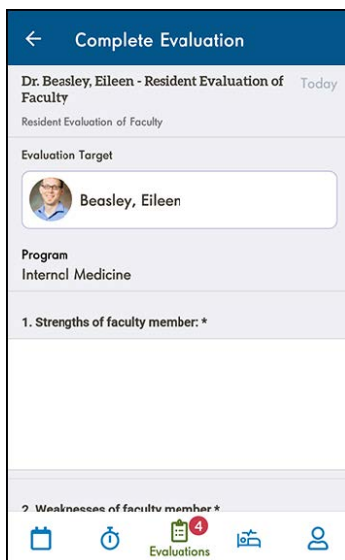 Complete Evaluation
Dr. Beasley, Eileen - Resident Evaluation of
Faculty
Today
Resident Evaluation of Faculty
Evaluation Target
Beasley, Eileen
Program
Internal Medicine
1. Strengths of faculty member: *
2. Weaknesses of faculty member *
4
Evaluations